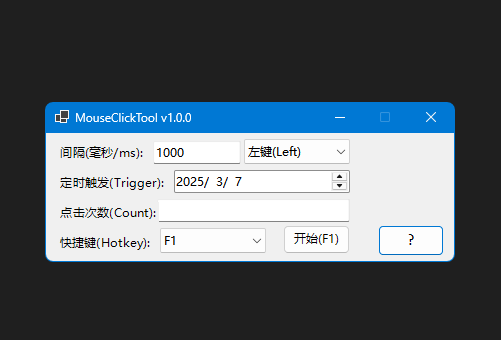 MouseClickTool v1.0.0
间隔(毫秒/ms): 1000 左键(Left)
定时触发(Trigger): 2025/ 3/ 7
点击次数(Count):
快捷键(Hotkey): F1 开始(F1) ?